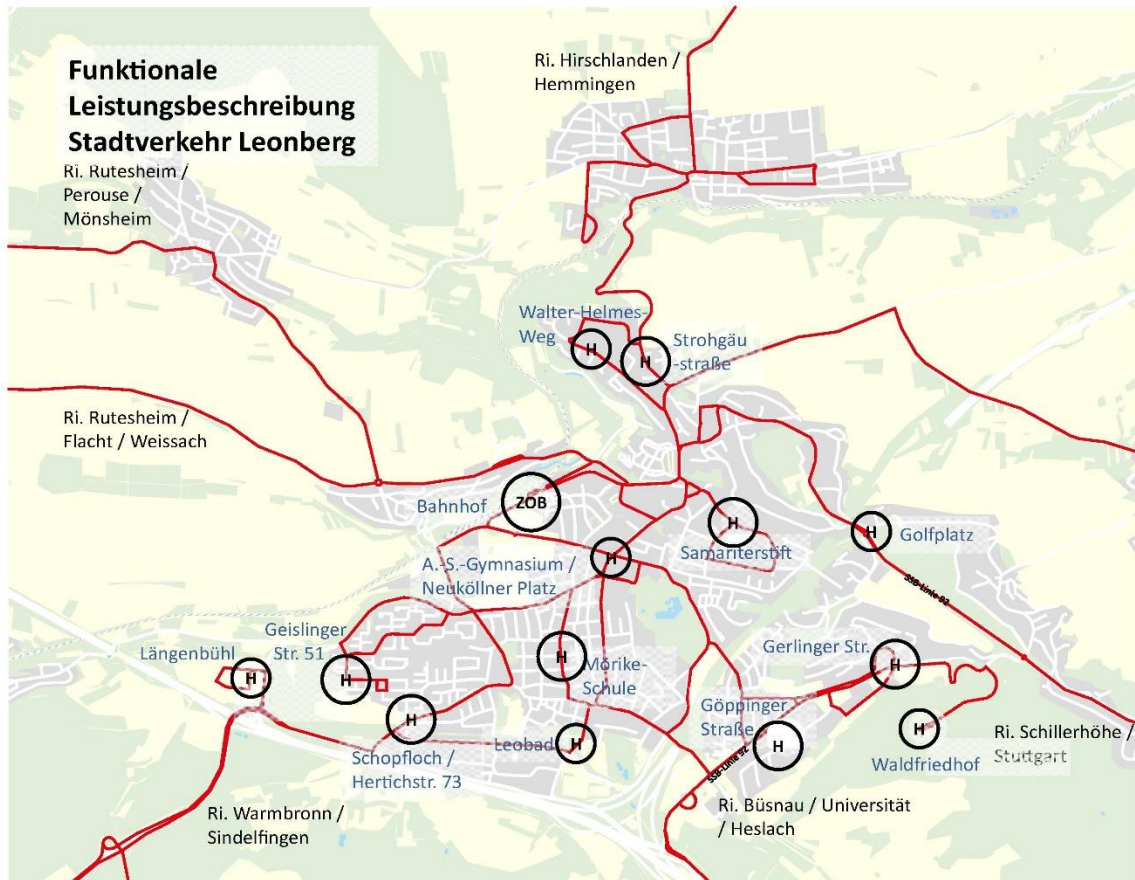 Funktionale
Leistungsbeschreibung
Stadtverkehr Leonberg
Ri. Rutesheim /
Perouse /
Mönsheim
Ri. Hirschlanden /
Hemmingen
Walter-Helmes-
Weg
H
H
Strohgäu
-straße
Ri. Rutesheim /
Flacht / Weissach
Bahnhof
ZOB
H
Samariterstift
H
Golfplatz
A.-S.-Gymnasium /
Neuköllner Platz
H
SSB-Linie 92
Geislinger
Str. 51
H
Längenbühl
H
H
Mörike-
Schule
Gerlinger Str.
H
Schopfloch /
Hertichstr. 73
H
Leobad
H
Göppinger
Straße
H
SSB-Linie 92
H
Waldfriedhof
Ri. Schillerhöhe /
Stuttgart
Ri. Warmbronn /
Sindelfingen
Ri. Büsnau / Universität
/ Heslach